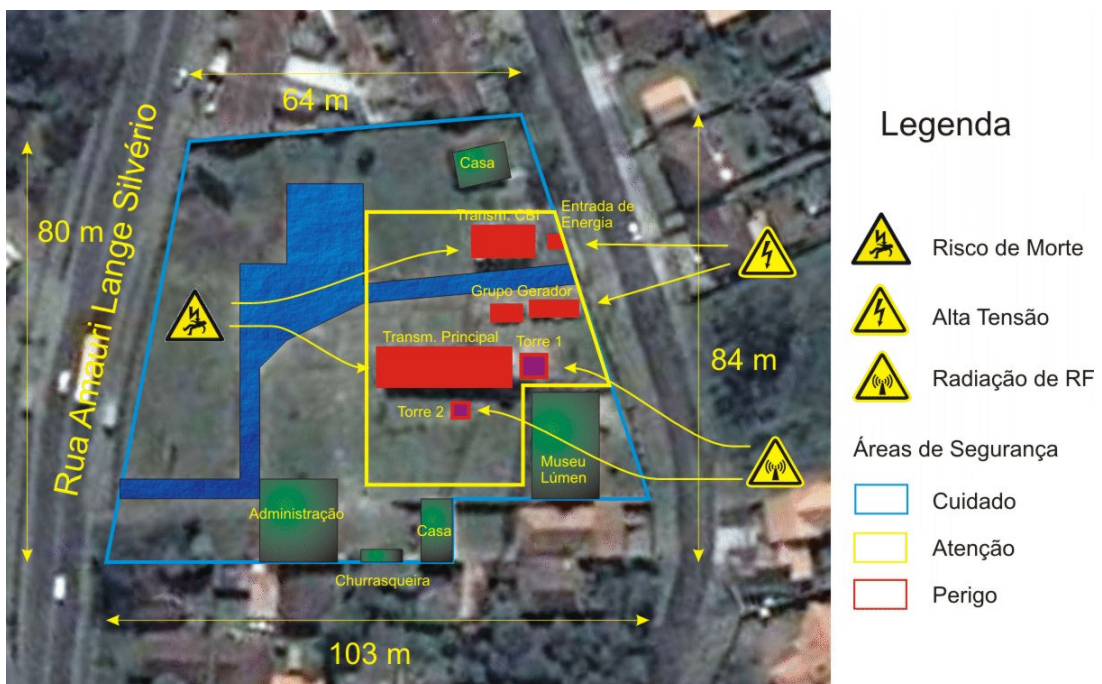 64 m
Rua Amauri Lange Silvério
80 m
Casa
Transm. CBI
Entrada de
Energia
Grupo Gerador
Transm. Principal
Torre 1
84 m
Torre 2
Museu
Lúmen
Administração
Casa
Churrasqueira
103 m
Legenda
Risco de Morte
Alta Tensão
Radiação de RF
Áreas de Segurança
Cuidado
Atenção
Perigo